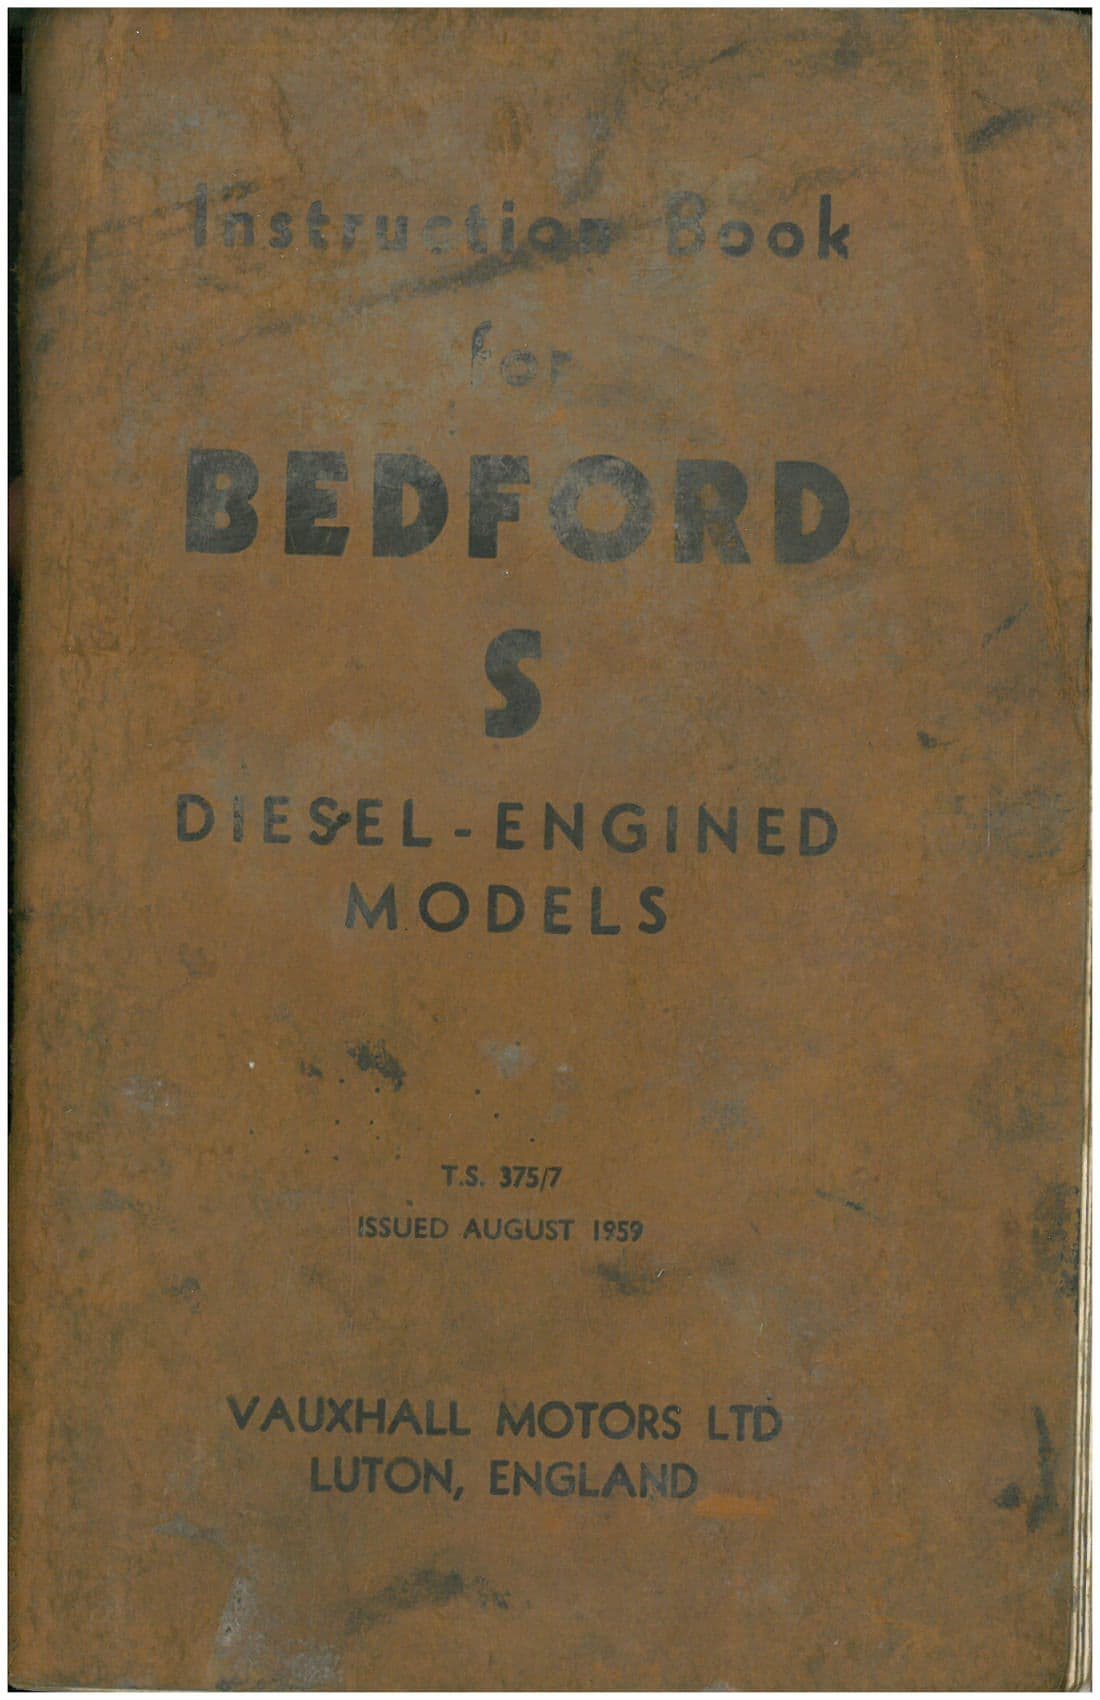 Instruction Book
for
BEDFORD
S
DIESEL-ENGINED
MODELS
T.S. 375/7
ISSUED AUGUST 1959
VAUXHALL MOTORS LTD
LUTON, ENGLAND